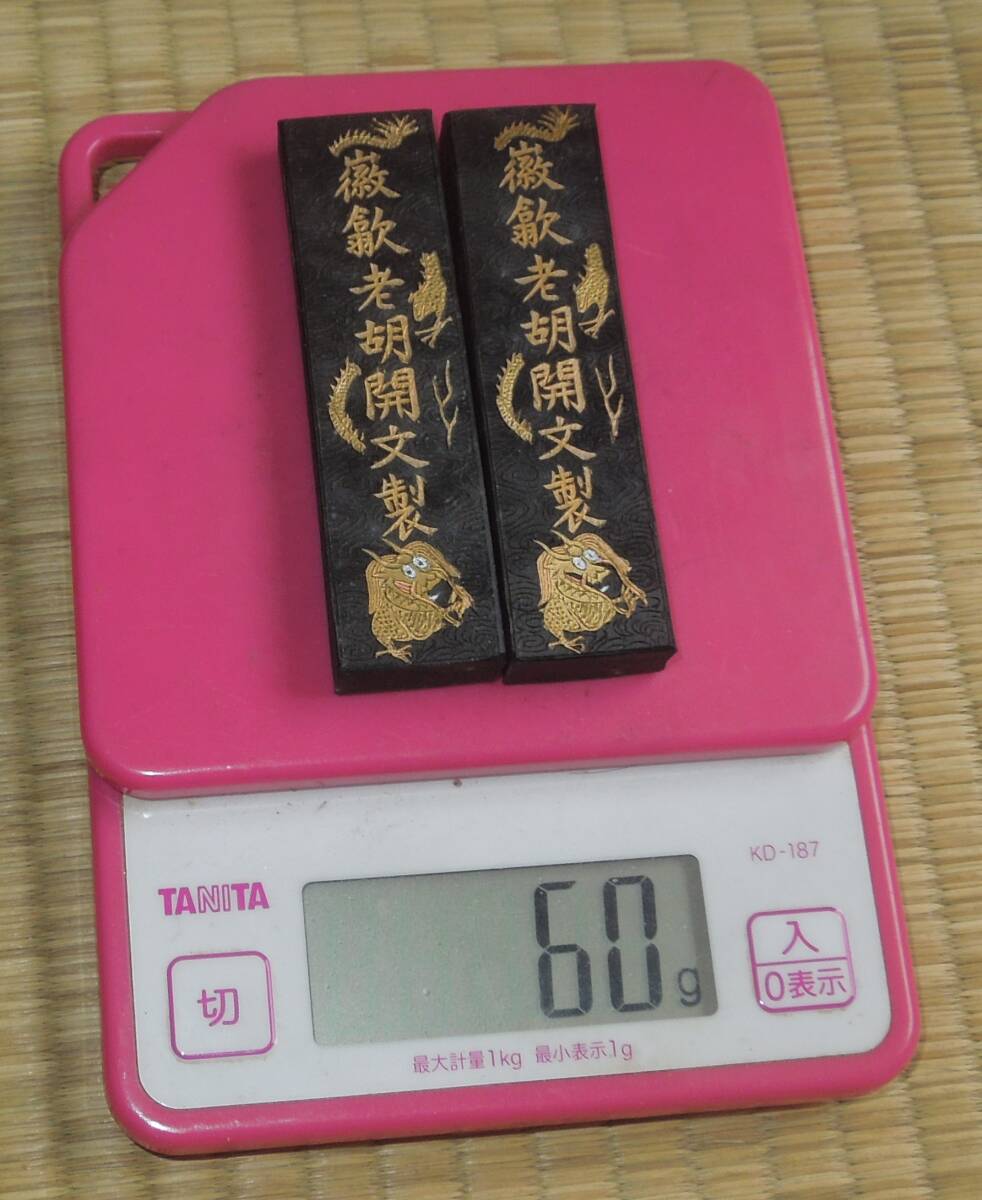 徽歙老胡開文製
徽歙老胡開文製
KD-187
TANITA
60g
入
0表示
切
最大計量1kg 最小表示1g